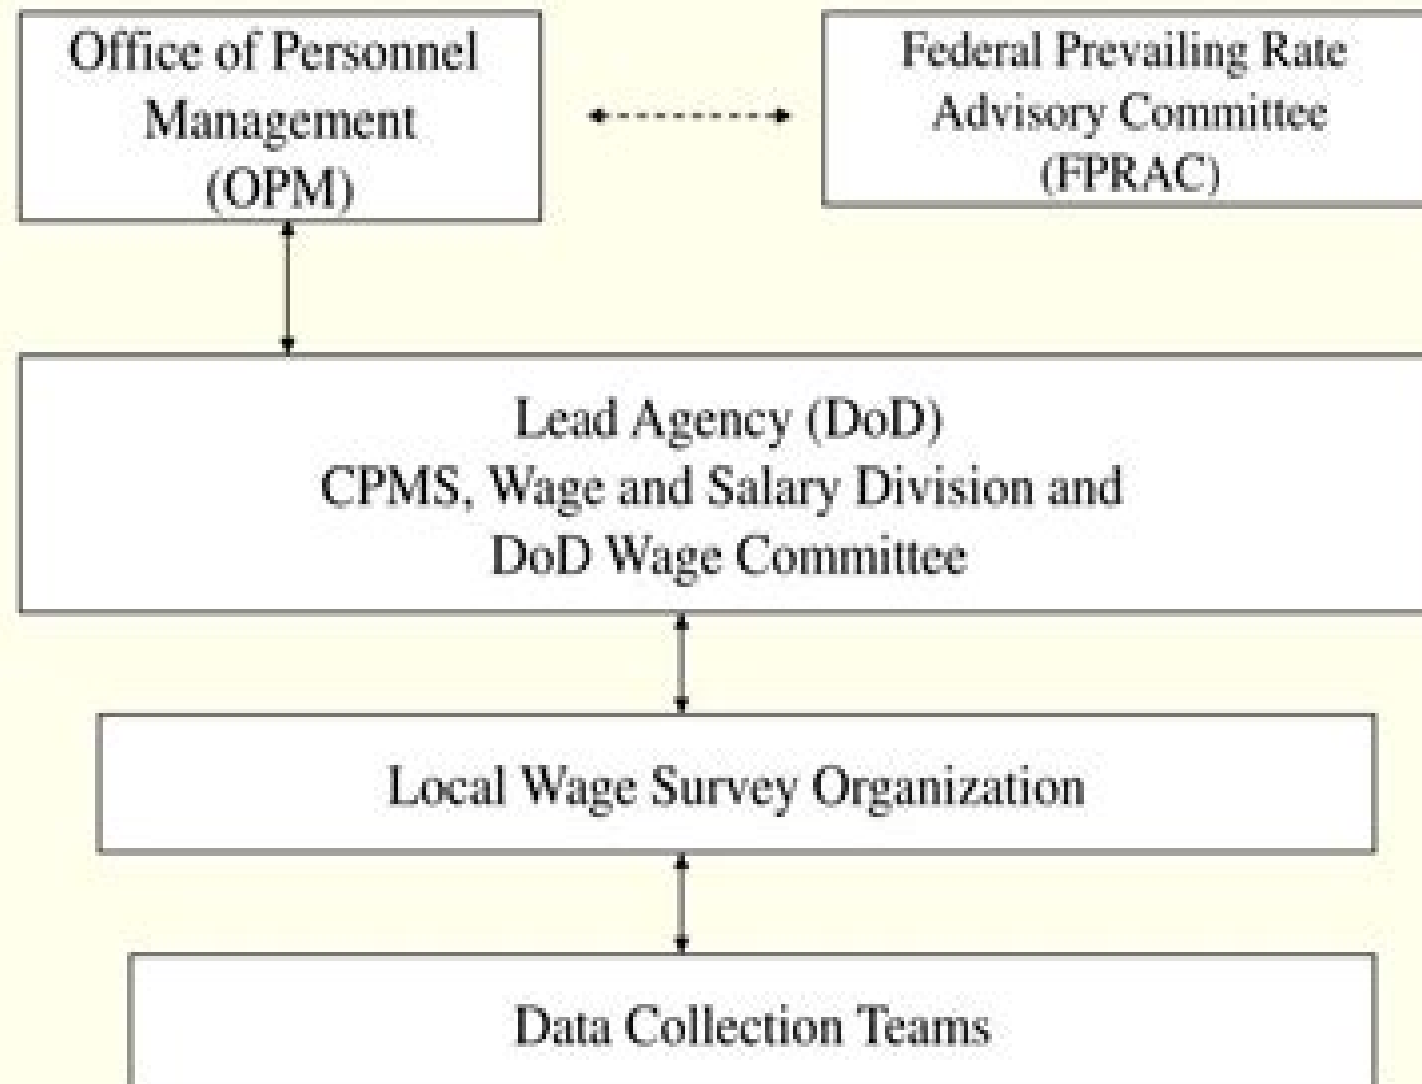 Office of Personnel
Management
(OPM)
Federal Prevailing Rate
Advisory Committee
(FPRAC)
Lead Agency (DoD)
CPMS, Wage and Salary Division and
DoD Wage Committee
Local Wage Survey Organization
Data Collection Teams